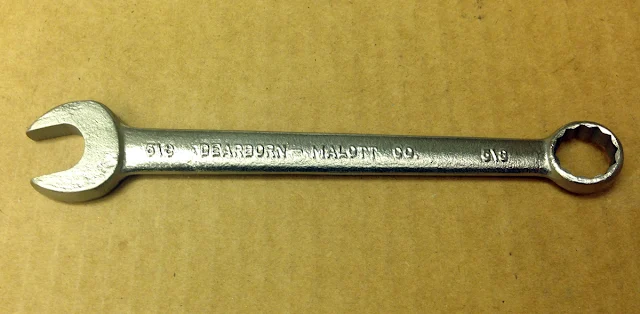 5\8 DEARBORN - MALOTT CO. 5\8